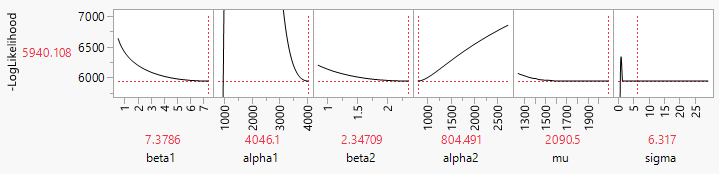 -LogLikelihood
7000
6500
5940.108
6000
1 2 3 4 5 6 7
1000 2000 3000 4000
1 1.5 2
1000 1500 2000 2500
1300 1500 1700 1900
0 5 10 15 20 25
7.3786 4046.1 2.34709 804.491 2090.5 6.317
beta1 alpha1 beta2 alpha2 mu sigma